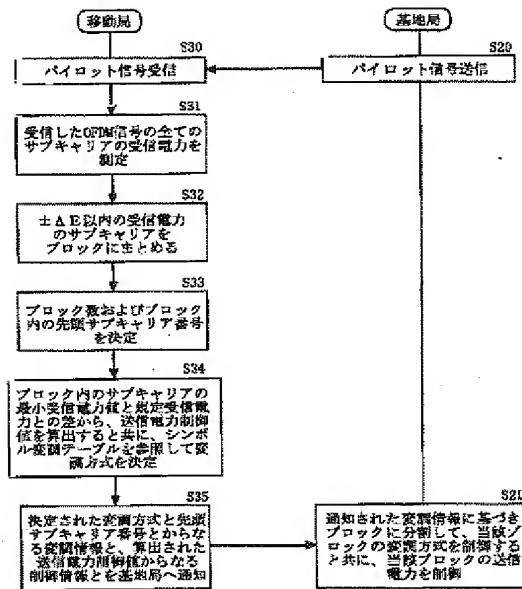 移動局
基地局
S30
パイロット信号受信
S20
パイロット信号送信
S31
受信したOFDM信号の全ての
サブキャリアの受信電力を
測定
S32
±ΔE以内の受信電力
のサブキャリアを
ブロックにまとめる
S33
ブロック数およびブロック
内の先頭サブキャリア番号
を決定
S34
ブロック内のサブキャリアの
最小受信電力値と規定受信電
力との差から、送信電力制御
値を算出すると共に、シンボ
ル変調テーブルを参照して変
調方式を決定
S35
決定された変調方式と先頭
サブキャリア番号とからな
る変調情報と、算出された
送信電力制御値からなる
制御情報とを基地局へ通知
S21
通知された変調情報に基づき
ブロックに分割して、当該ブ
ロックの変調方式を制御する
と共に、当該ブロックの送信
電力を制御